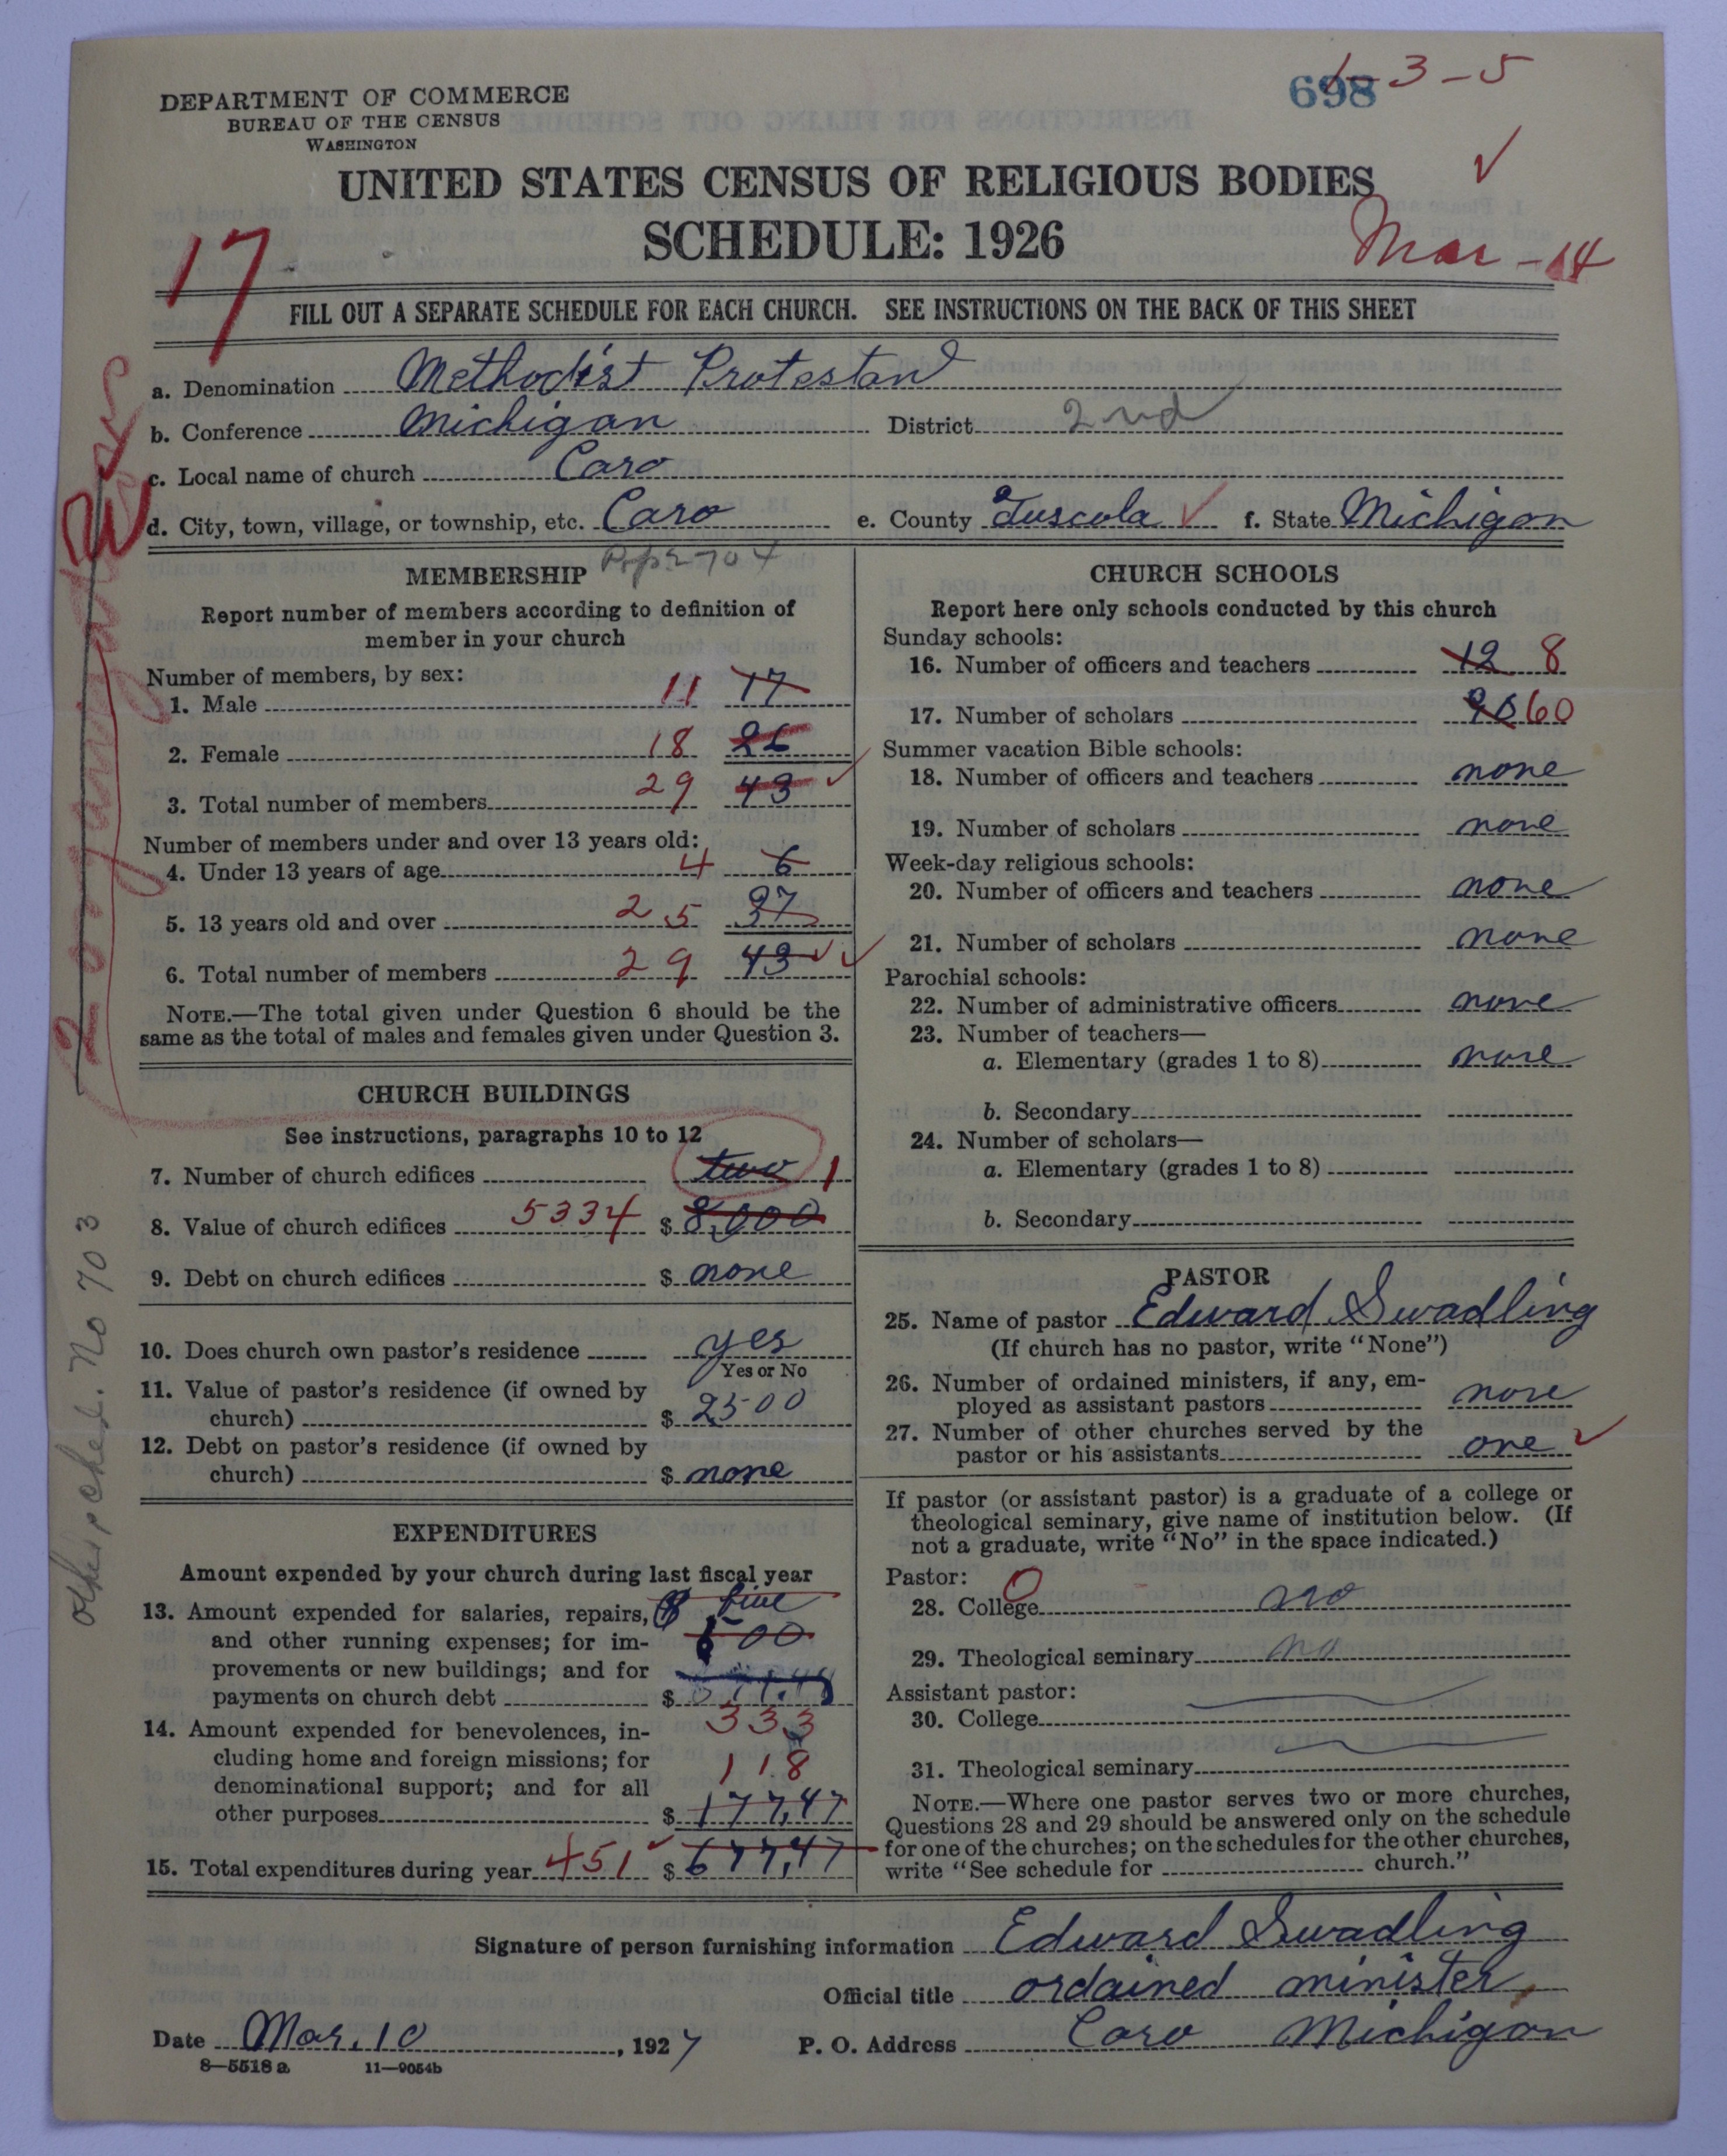 698 1-3-5
DEPARTMENT OF COMMERCE
BUREAU OF THE CENSUS
WASHINGTON
UNITED STATES CENSUS OF RELIGIOUS BODIES
SCHEDULE: 1926
17
Mar-14
FILL OUT A SEPARATE SCHEDULE FOR EACH CHURCH. SEE INSTRUCTIONS ON THE BACK OF THIS SHEET
a. Denomination Methodist Protestant
b. Conference Michigan District 2nd
c. Local name of church Caro
d. City, town, village, or township, etc. Caro e. County Tuscola f. State Michigan
Pop 2704
MEMBERSHIP
Report number of members according to definition of
member in your church
Number of members, by sex:
1. Male 11 17
2. Female 18 26
3. Total number of members 29 43
Number of members under and over 13 years old:
4. Under 13 years of age 4 6
5. 13 years old and over 25 37
6. Total number of members 29 43
NOTE.—The total given under Question 6 should be the
same as the total of males and females given under Question 3.
CHURCH BUILDINGS
See instructions, paragraphs 10 to 12
7. Number of church edifices two 1
8. Value of church edifices 5334 $ 8,000
9. Debt on church edifices $ none
10. Does church own pastor's residence yes
Yes or No
11. Value of pastor's residence (if owned by
church) $ 2500
12. Debt on pastor's residence (if owned by
church) $ none
EXPENDITURES
Amount expended by your church during last fiscal year
13. Amount expended for salaries, repairs, five
and other running expenses; for im- 500
provements or new buildings; and for
payments on church debt $
333
14. Amount expended for benevolences, in-
cluding home and foreign missions; for 118
denominational support; and for all
other purposes $ 177,47
15. Total expenditures during year 451 $ 677,47
CHURCH SCHOOLS
Report here only schools conducted by this church
Sunday schools:
16. Number of officers and teachers 12 8
17. Number of scholars 60
Summer vacation Bible schools:
18. Number of officers and teachers none
19. Number of scholars none
Week-day religious schools:
20. Number of officers and teachers none
21. Number of scholars none
Parochial schools:
22. Number of administrative officers none
23. Number of teachers—
a. Elementary (grades 1 to 8) none
b. Secondary
24. Number of scholars—
a. Elementary (grades 1 to 8)
b. Secondary
PASTOR
25. Name of pastor Edward Swadling
(If church has no pastor, write "None")
26. Number of ordained ministers, if any, em-
ployed as assistant pastors none
27. Number of other churches served by the
pastor or his assistants one
If pastor (or assistant pastor) is a graduate of a college or
theological seminary, give name of institution below. (If
not a graduate, write "No" in the space indicated.)
Pastor: 0
28. College no
29. Theological seminary no
Assistant pastor:
30. College
31. Theological seminary
NOTE.—Where one pastor serves two or more churches,
Questions 28 and 29 should be answered only on the schedule
for one of the churches; on the schedules for the other churches,
write "See schedule for church."
Signature of person furnishing information Edward Swadling
Official title ordained minister,
Date Mar. 10, 1927 P. O. Address Caro Michigan
8—5518a 11—9054b
2 organizations
other sched. No 703